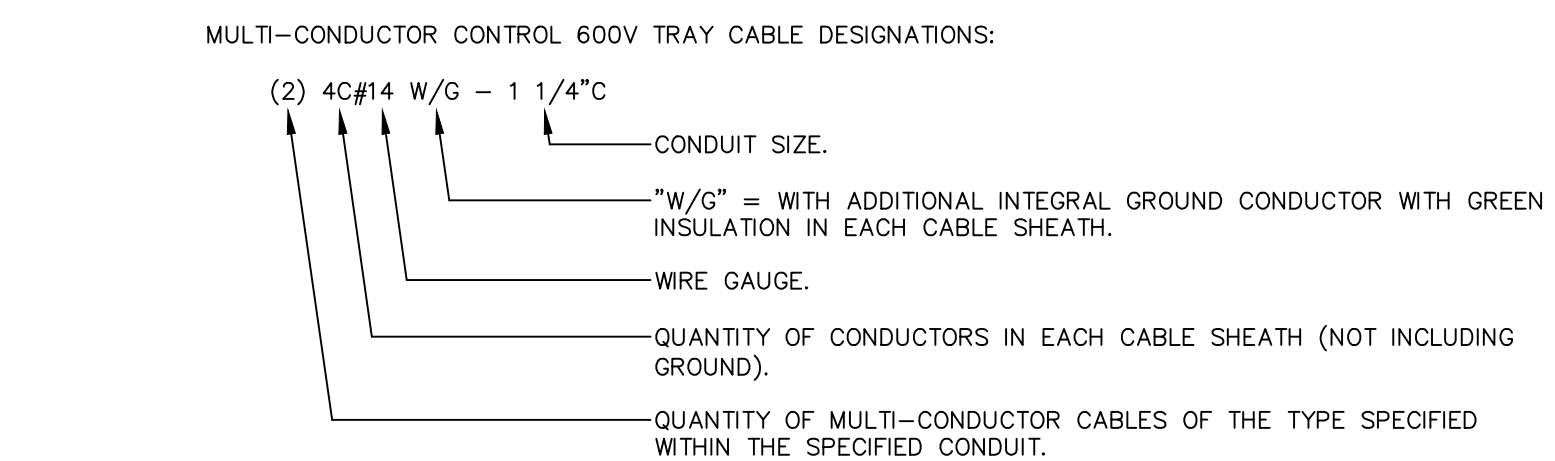 MULTI-CONDUCTOR CONTROL 600V TRAY CABLE DESIGNATIONS:
(2) 4C#14 W/G - 1 1/4"C
CONDUIT SIZE.
"W/G" = WITH ADDITIONAL INTEGRAL GROUND CONDUCTOR WITH GREEN
INSULATION IN EACH CABLE SHEATH.
WIRE GAUGE.
QUANTITY OF CONDUCTORS IN EACH CABLE SHEATH (NOT INCLUDING
GROUND).
QUANTITY OF MULTI-CONDUCTOR CABLES OF THE TYPE SPECIFIED
WITHIN THE SPECIFIED CONDUIT.